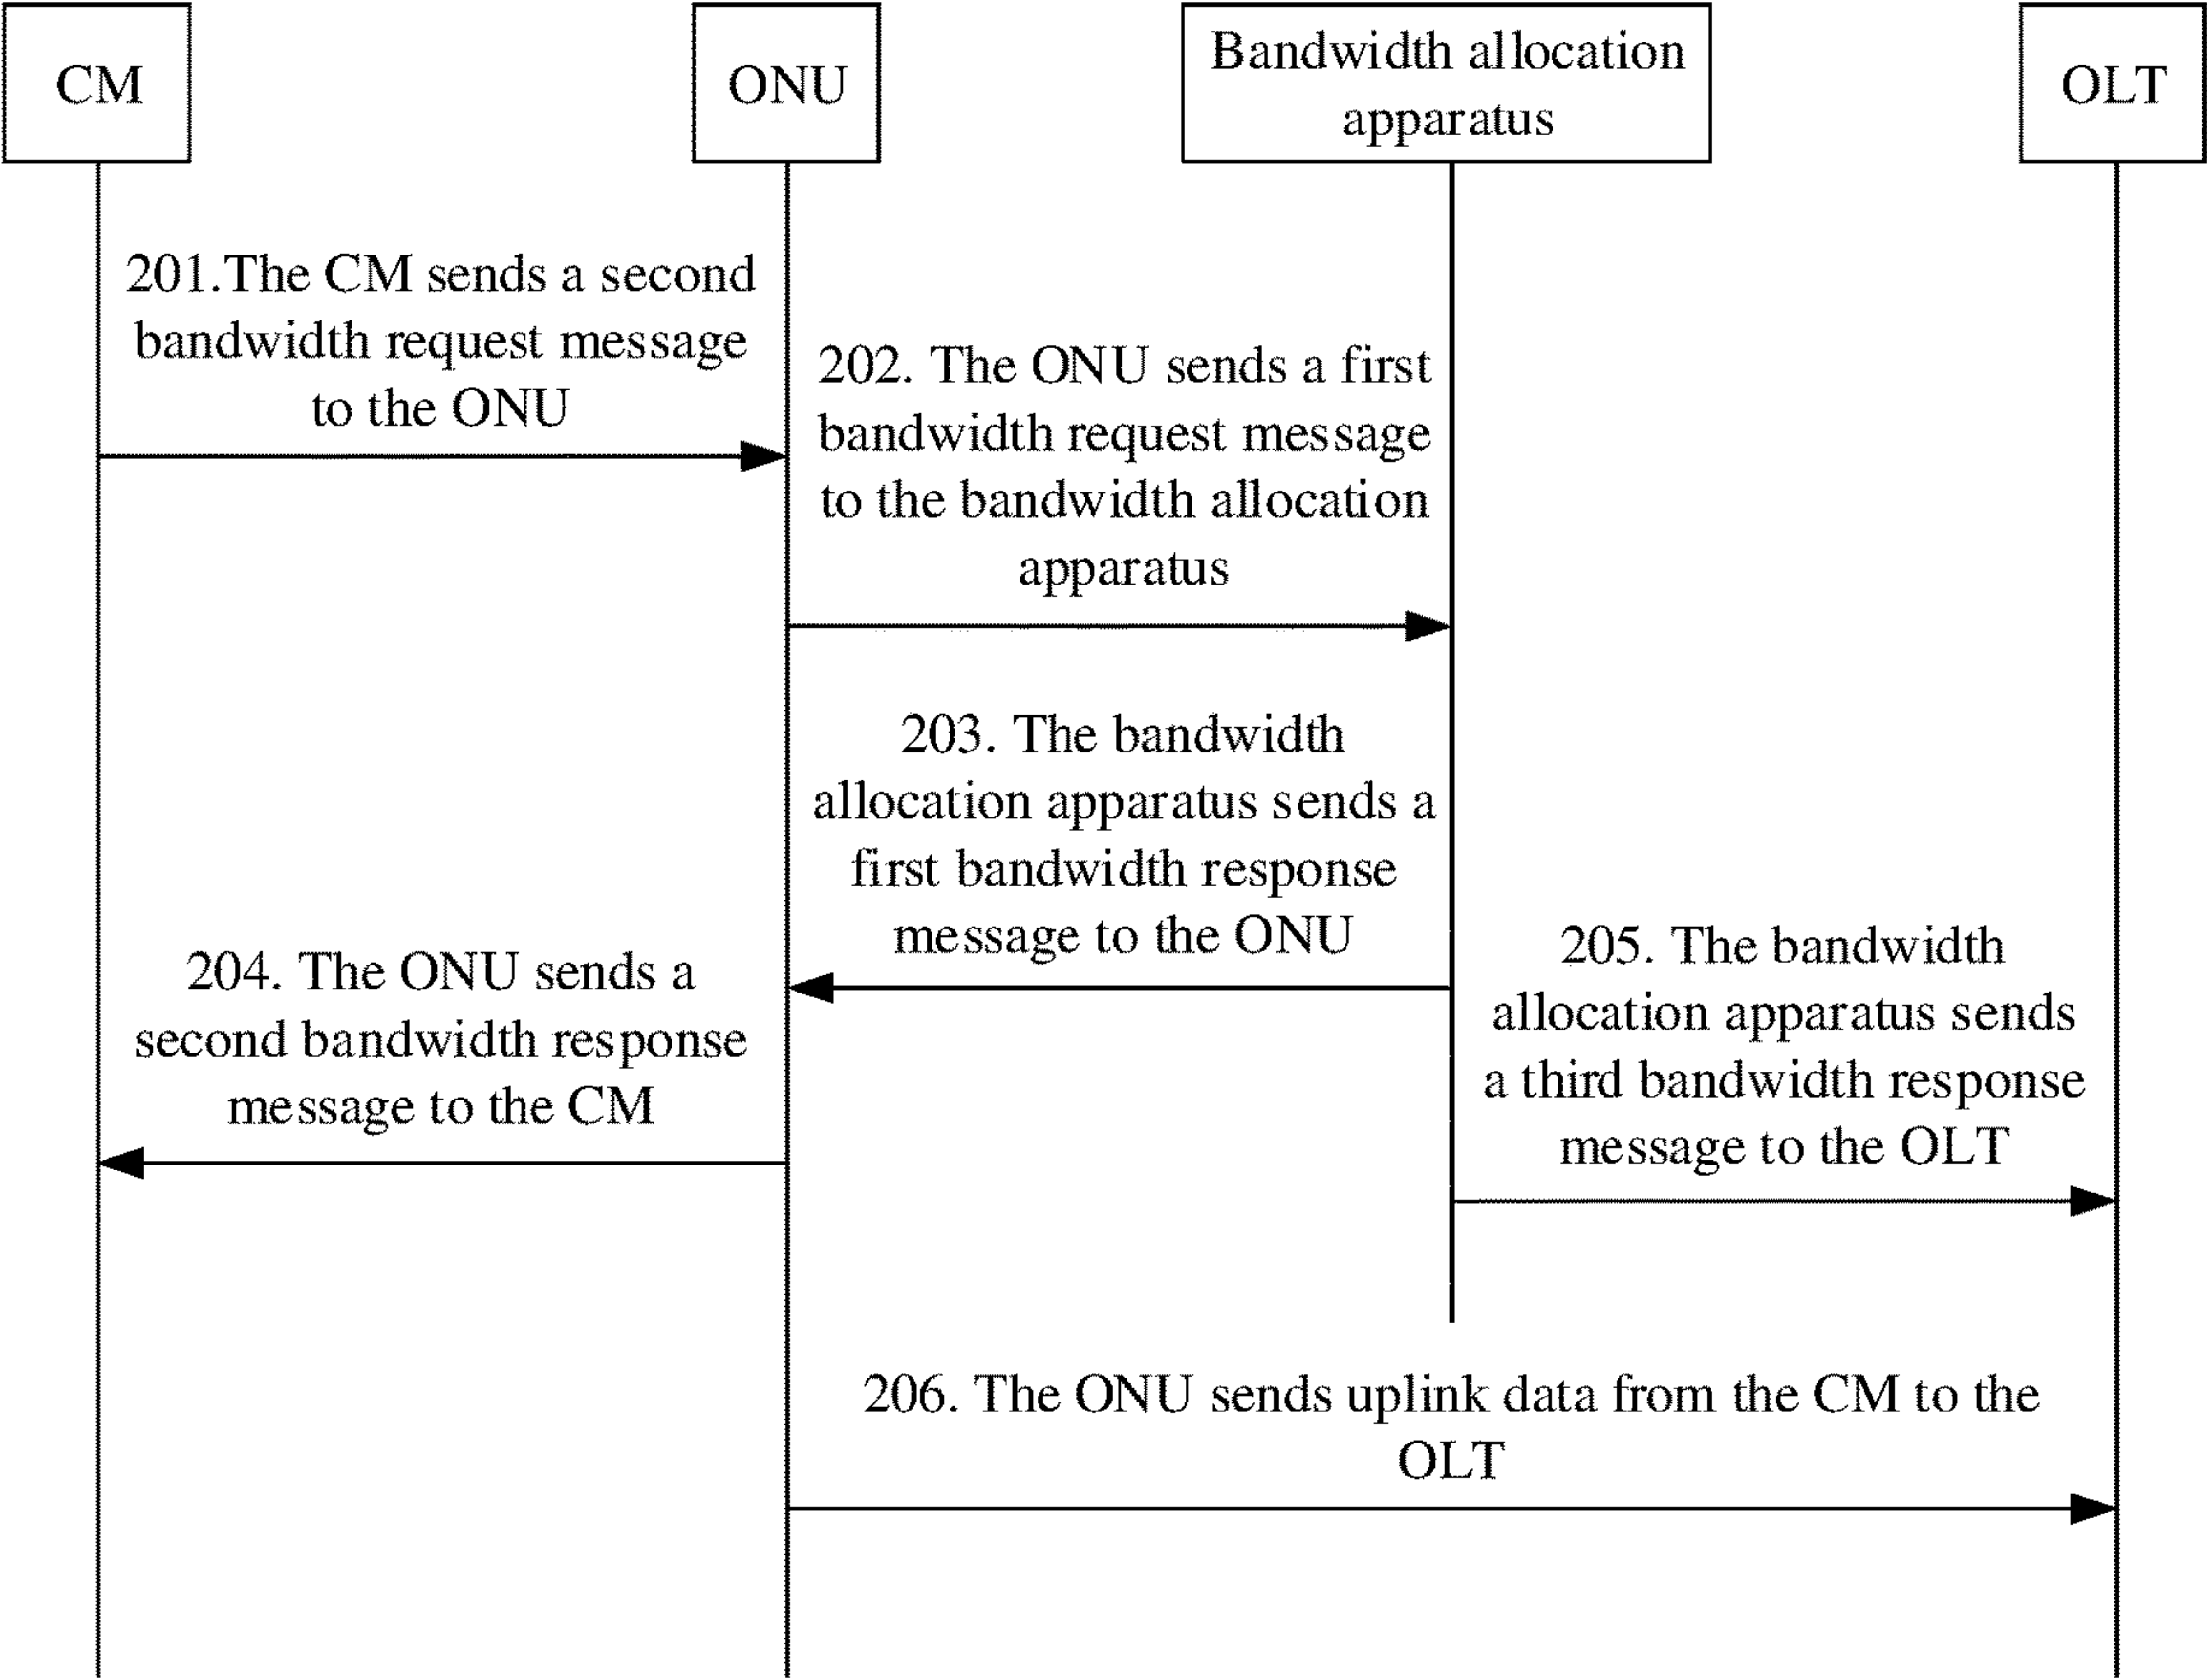 CM
ONU
Bandwidth allocation
apparatus
OLT
201.The CM sends a second
bandwidth request message
to the ONU
202. The ONU sends a first
bandwidth request message
to the bandwidth allocation
apparatus
203. The bandwidth
allocation apparatus sends a
first bandwidth response
message to the ONU
204. The ONU sends a
second bandwidth response
message to the CM
205. The bandwidth
allocation apparatus sends
a third bandwidth response
message to the OLT
206. The ONU sends uplink data from the CM to the
OLT